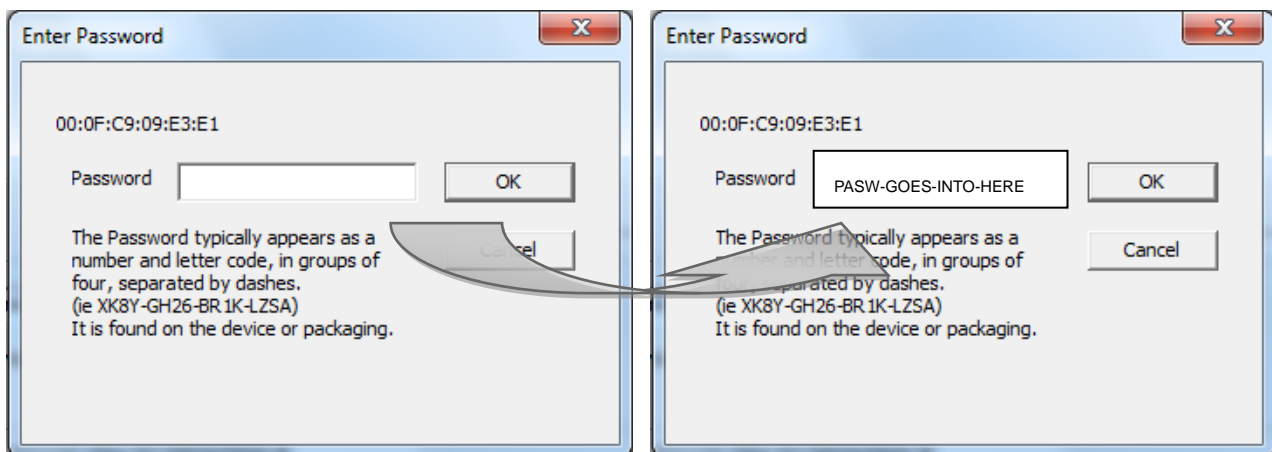 Enter Password
00:0F:C9:09:E3:E1
Password
OK
The Password typically appears as a
number and letter code, in groups of
four, separated by dashes.
(ie XK8Y-GH26-BR1K-LZSA)
It is found on the device or packaging.
Cancel
Enter Password
00:0F:C9:09:E3:E1
Password
PASW-GOES-INTO-HERE
OK
The Password typically appears as a
number and letter code, in groups of
four, separated by dashes.
(ie XK8Y-GH26-BR1K-LZSA)
It is found on the device or packaging.
Cancel